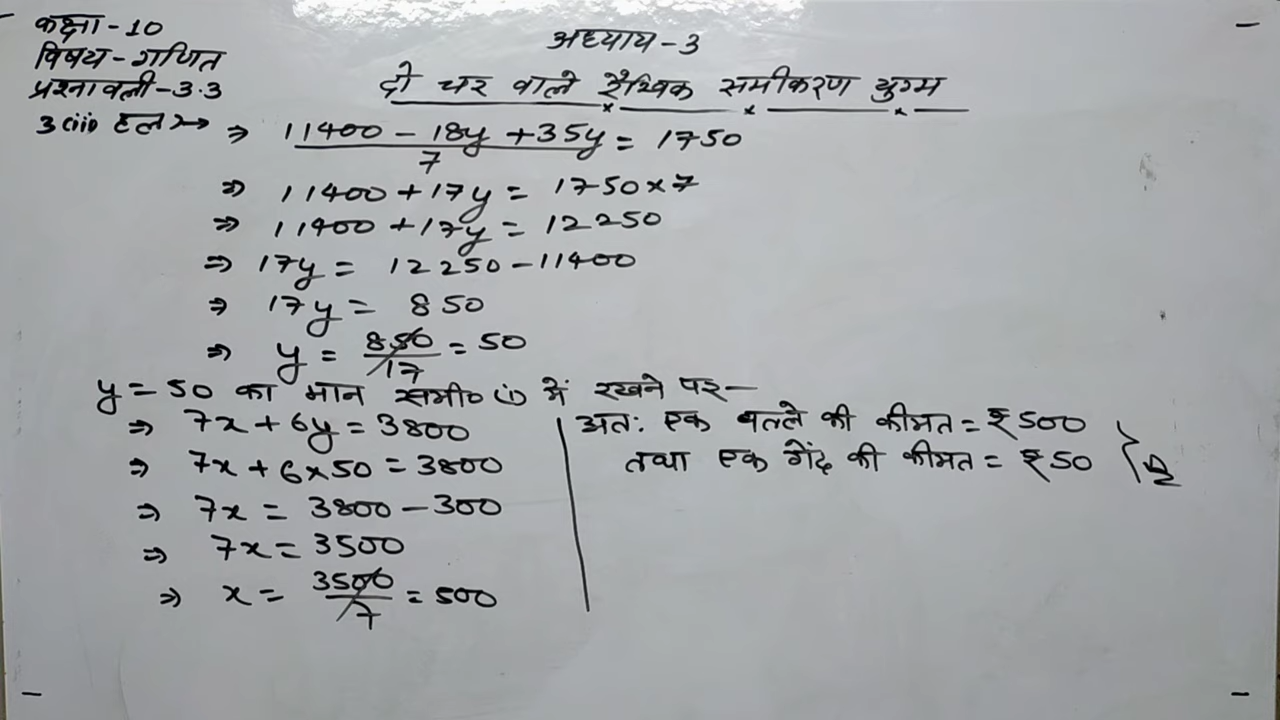 कक्षा-10
विषय-गणित
प्रश्नावली-3.3
अध्याय-3
दो चर वाले रैखिक समीकरण युग्म
3(iii) हल →
⇒ (11400 - 18y + 35y)/7 = 1750
⇒ 11400 + 17y = 1750×7
⇒ 11400 + 17y = 12250
⇒ 17y = 12250 - 11400
⇒ 17y = 850
⇒ y = 850/17 = 50
y = 50 का मान समी० (i) में रखने पर-
⇒ 7x + 6y = 3800
⇒ 7x + 6×50 = 3800
⇒ 7x = 3800 - 300
⇒ 7x = 3500
⇒ x = 3500/7 = 500
अत: एक बल्ले की कीमत = ₹500
तथा एक गेंद की कीमत = ₹50